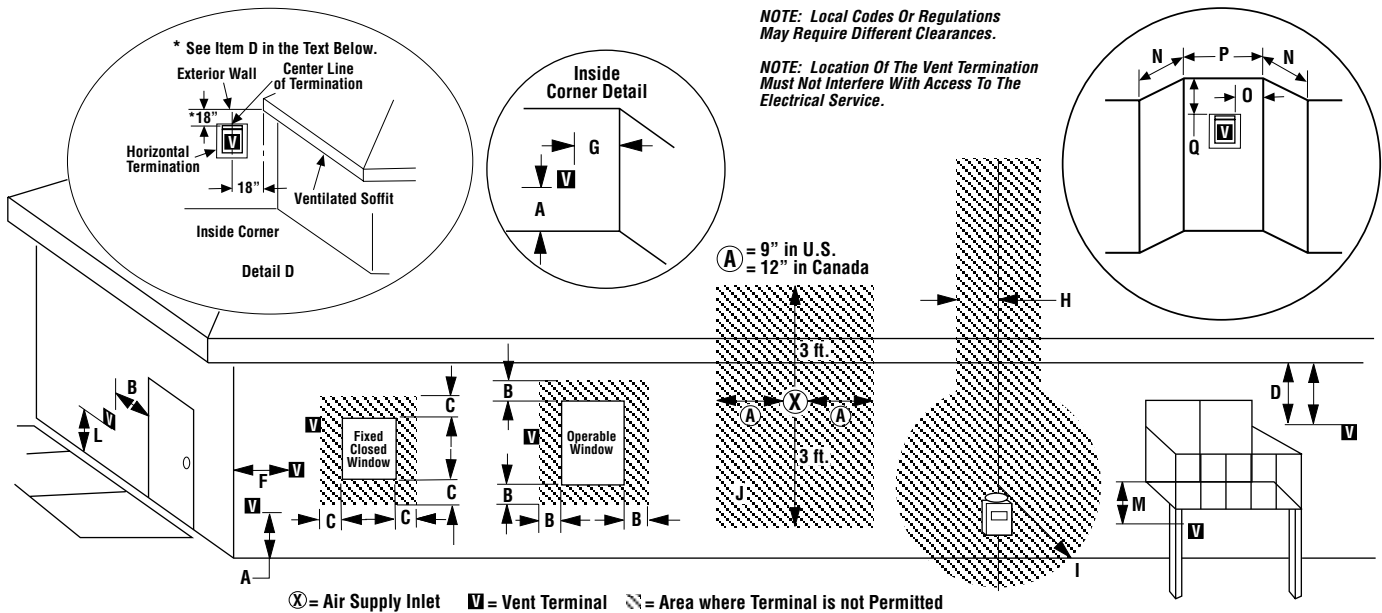 * See Item D in the Text Below.
Exterior Wall
Center Line
of Termination
*18"
V
Horizontal
Termination
18"
Ventilated Soffit
Inside Corner
Detail D
Inside
Corner Detail
G
V
A
NOTE: Local Codes Or Regulations
May Require Different Clearances.
NOTE: Location Of The Vent Termination
Must Not Interfere With Access To The
Electrical Service.
N
P
N
O
Q
V
A = 9" in U.S.
= 12" in Canada
H
3 ft.
A
X
A
3 ft.
J
I
B
V
L
F
V
V
A
V
Fixed
Closed
Window
C
C
C
C
V
Operable
Window
B
B
B
B
D
V
M
V
X = Air Supply Inlet
V = Vent Terminal
= Area where Terminal is not Permitted